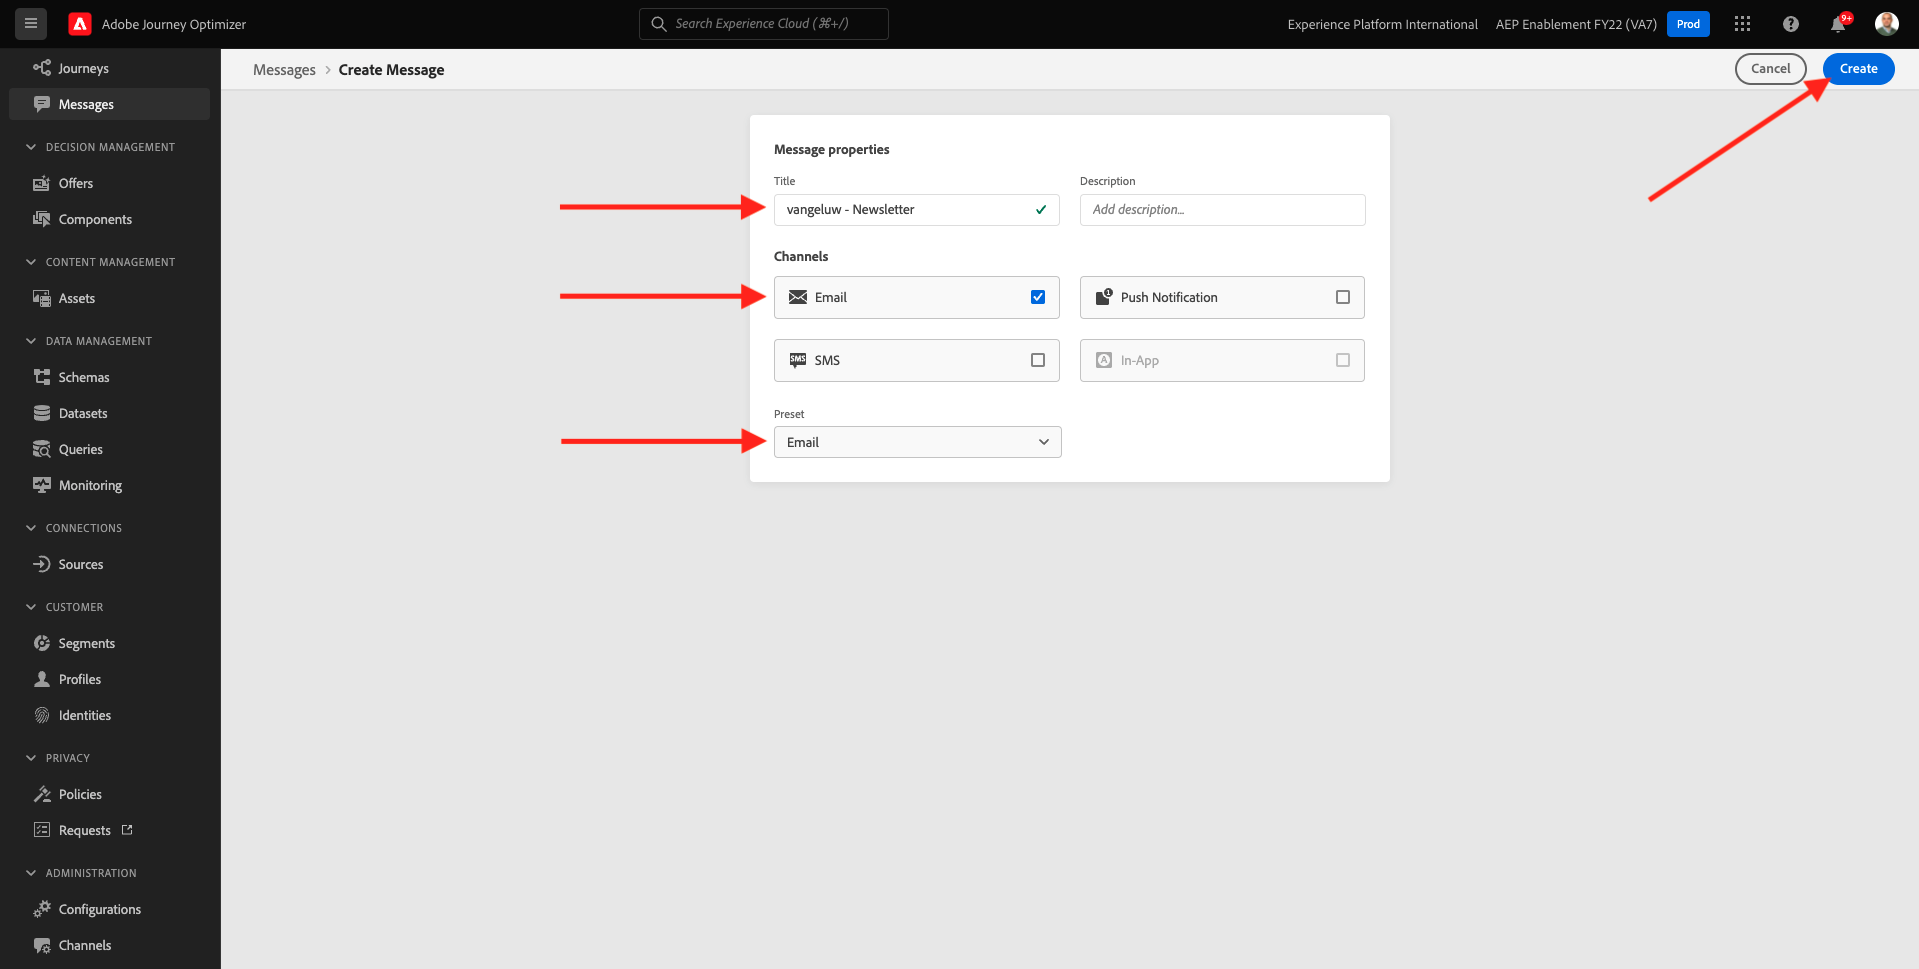 Adobe Journey Optimizer
Search Experience Cloud (⌘+/)
Experience Platform International
AEP Enablement FY22 (VA7)
Prod
9+
Journeys
Messages
DECISION MANAGEMENT
Offers
Components
CONTENT MANAGEMENT
Assets
DATA MANAGEMENT
Schemas
Datasets
Queries
Monitoring
CONNECTIONS
Sources
CUSTOMER
Segments
Profiles
Identities
PRIVACY
Policies
Requests
ADMINISTRATION
Configurations
Channels
Messages > Create Message
Cancel
Create
Message properties
Title
vangeluw - Newsletter
Description
Add description...
Channels
Email
1
Push Notification
SMS
SMS
In-App
Preset
Email